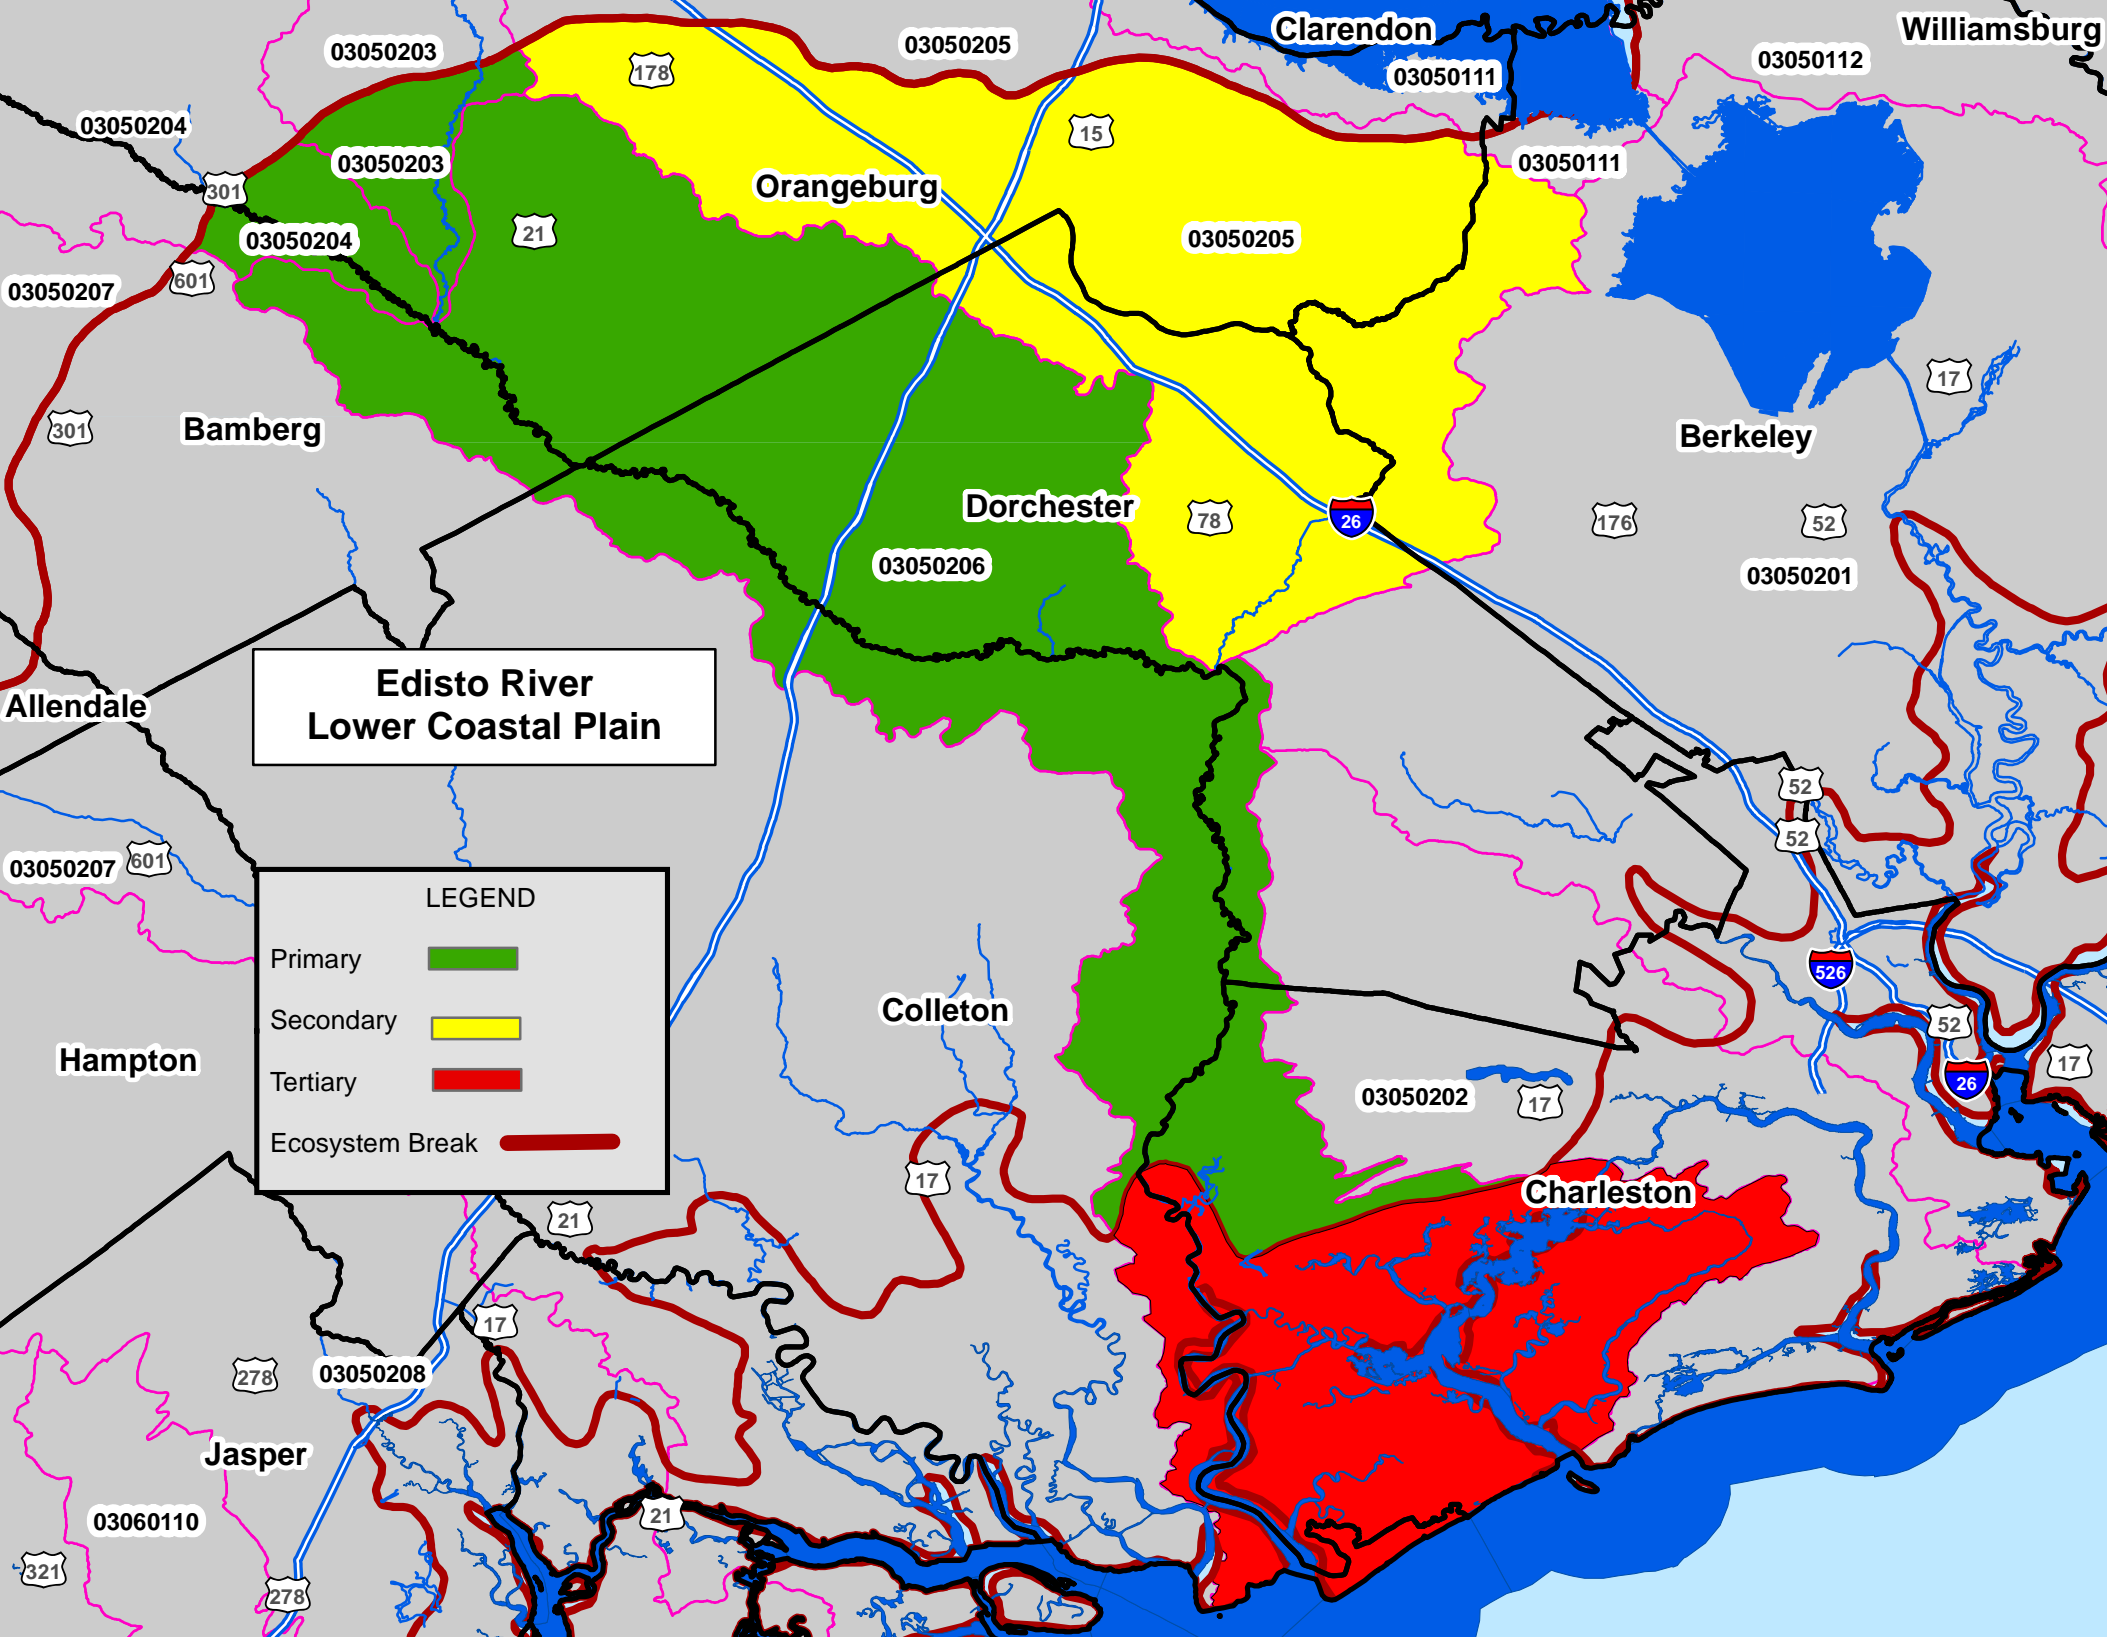 Clarendon
Williamsburg
03050203
03050205
03050112
178
03050111
15
03050204
03050203
03050111
301
Orangeburg
21
03050204
03050205
601
03050207
17
301
Bamberg
Berkeley
Dorchester
78
26
176
52
03050206
03050201
Edisto River
Lower Coastal Plain
Allendale
52
52
03050207
601
LEGEND
Primary
526
Secondary
Colleton
52
Hampton
17
Tertiary
26
03050202
17
Ecosystem Break
17
Charleston
21
17
278
03050208
Jasper
21
03060110
321
278